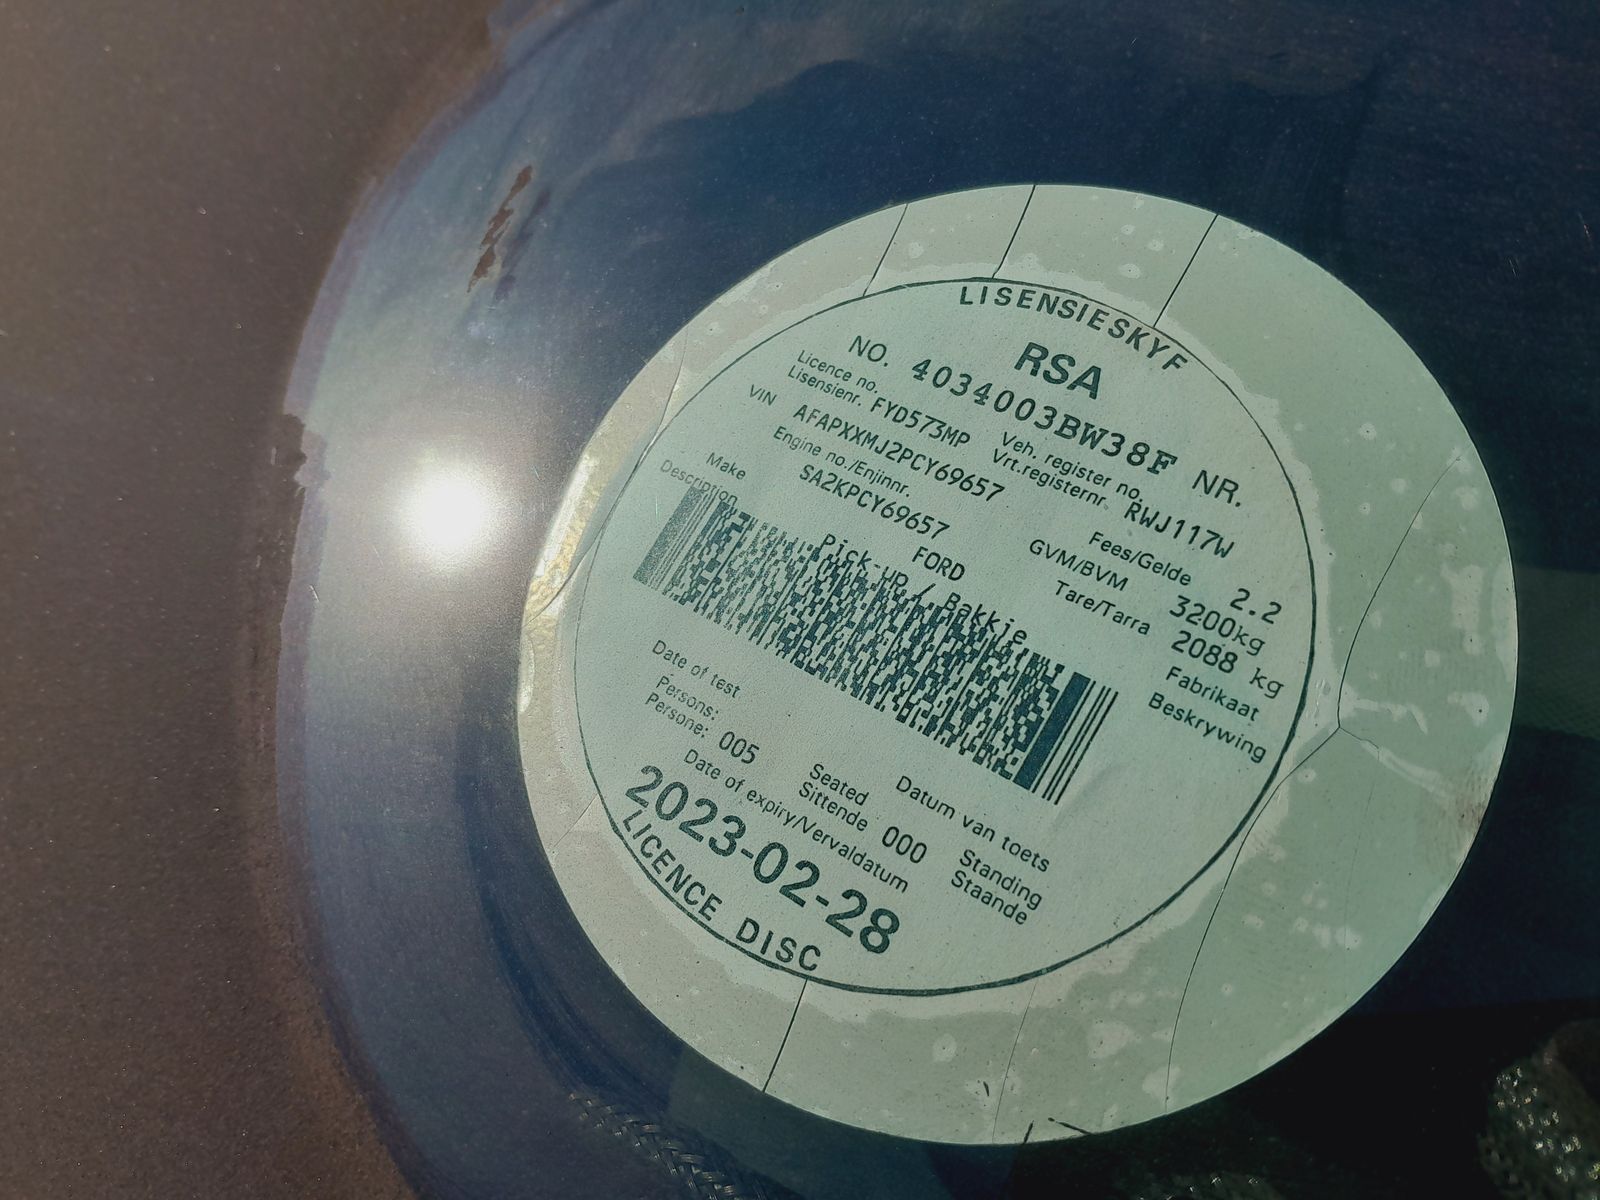 LISENSIESKYF
RSA
NO. 4034003BW38F NR.
Licence no.
Lisensienr. FYD573MP
Veh. register no.
Vrt.registernr. RWJ117W
VIN AFAPXXMJ2PCY69657
Engine no./Enjinnr.
SA2KPCY69657
Fees/Gelde 2.2
GVM/BVM 3200kg
Tare/Tarra 2088 kg
Make FORD Fabrikaat
Description Pick-up / Bakkie Beskrywing
Date of test Datum van toets
Persons:
Persone: 005
Seated
Sittende 000
Standing
Staande
Date of expiry/Vervaldatum
2023-02-28
LICENCE DISC